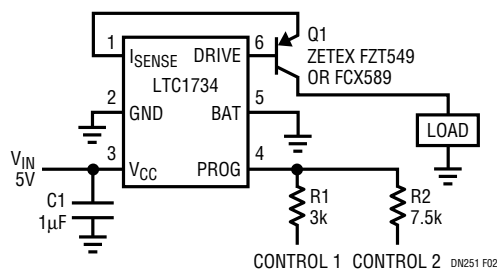 Q1
ZETEX FZT549
OR FCX589
1 ISENSE DRIVE 6
LTC1734
2 GND BAT 5
LOAD
VIN
5V
3 VCC PROG 4
C1
1µF
R1
3k
R2
7.5k
CONTROL 1 CONTROL 2 DN251 F02